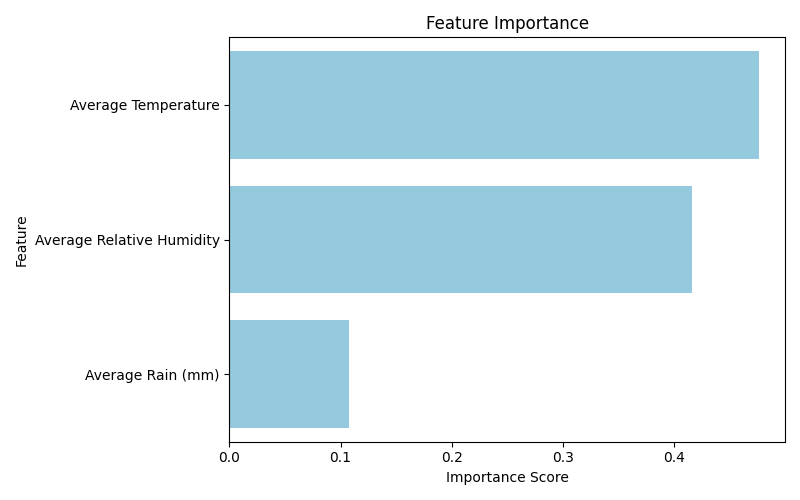 Feature Importance
Average Temperature
Average Relative Humidity
Average Rain (mm)
Feature
0.0
0.1
0.2
0.3
0.4
Importance Score